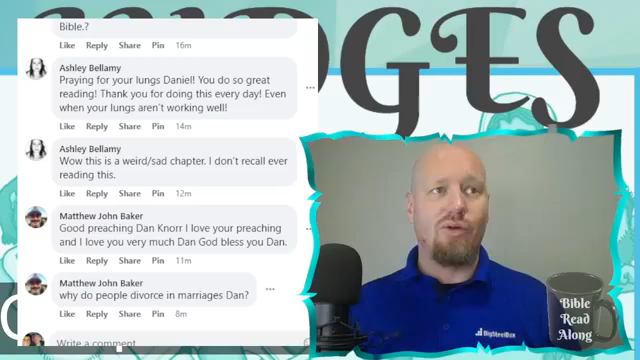 JUDGES
Bible.?
Like Reply Share Pin 16m
Ashley Bellamy
Praying for your lungs Daniel! You do so great
reading! Thank you for doing this every day! Even
when your lungs aren't working well!
Like Reply Share Pin 14m
Ashley Bellamy
Wow this is a weird/sad chapter. I don't recall ever
reading this.
Like Reply Share Pin 12m
Matthew John Baker
Good preaching Dan Knorr I love your preaching
and I love you very much Dan God bless you Dan.
Like Reply Share Pin 11m
Matthew John Baker
why do people divorce in marriages Dan?
Like Reply Share Pin 8m
Write a comment
BigSteelBox
Bible
Read
Along